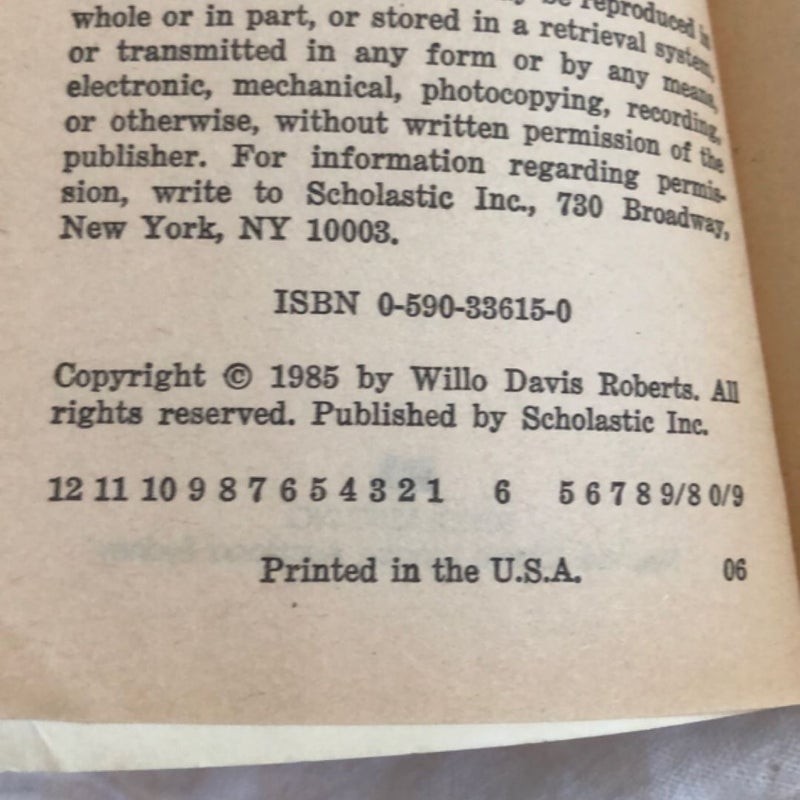 be reproduced in
whole or in part, or stored in a retrieval system,
or transmitted in any form or by any means,
electronic, mechanical, photocopying, recording,
or otherwise, without written permission of the
publisher. For information regarding permis-
sion, write to Scholastic Inc., 730 Broadway,
New York, NY 10003.
ISBN 0-590-33615-0
Copyright © 1985 by Willo Davis Roberts. All
rights reserved. Published by Scholastic Inc.
12 11 10 9 8 7 6 5 4 3 2 1 6 5 6 7 8 9/8 0/9
Printed in the U.S.A. 06